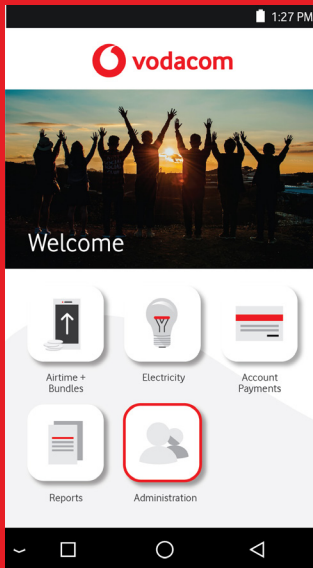 1:27 PM
vodacom
Welcome
Airtime +
Bundles
Electricity
Account
Payments
Reports
Administration